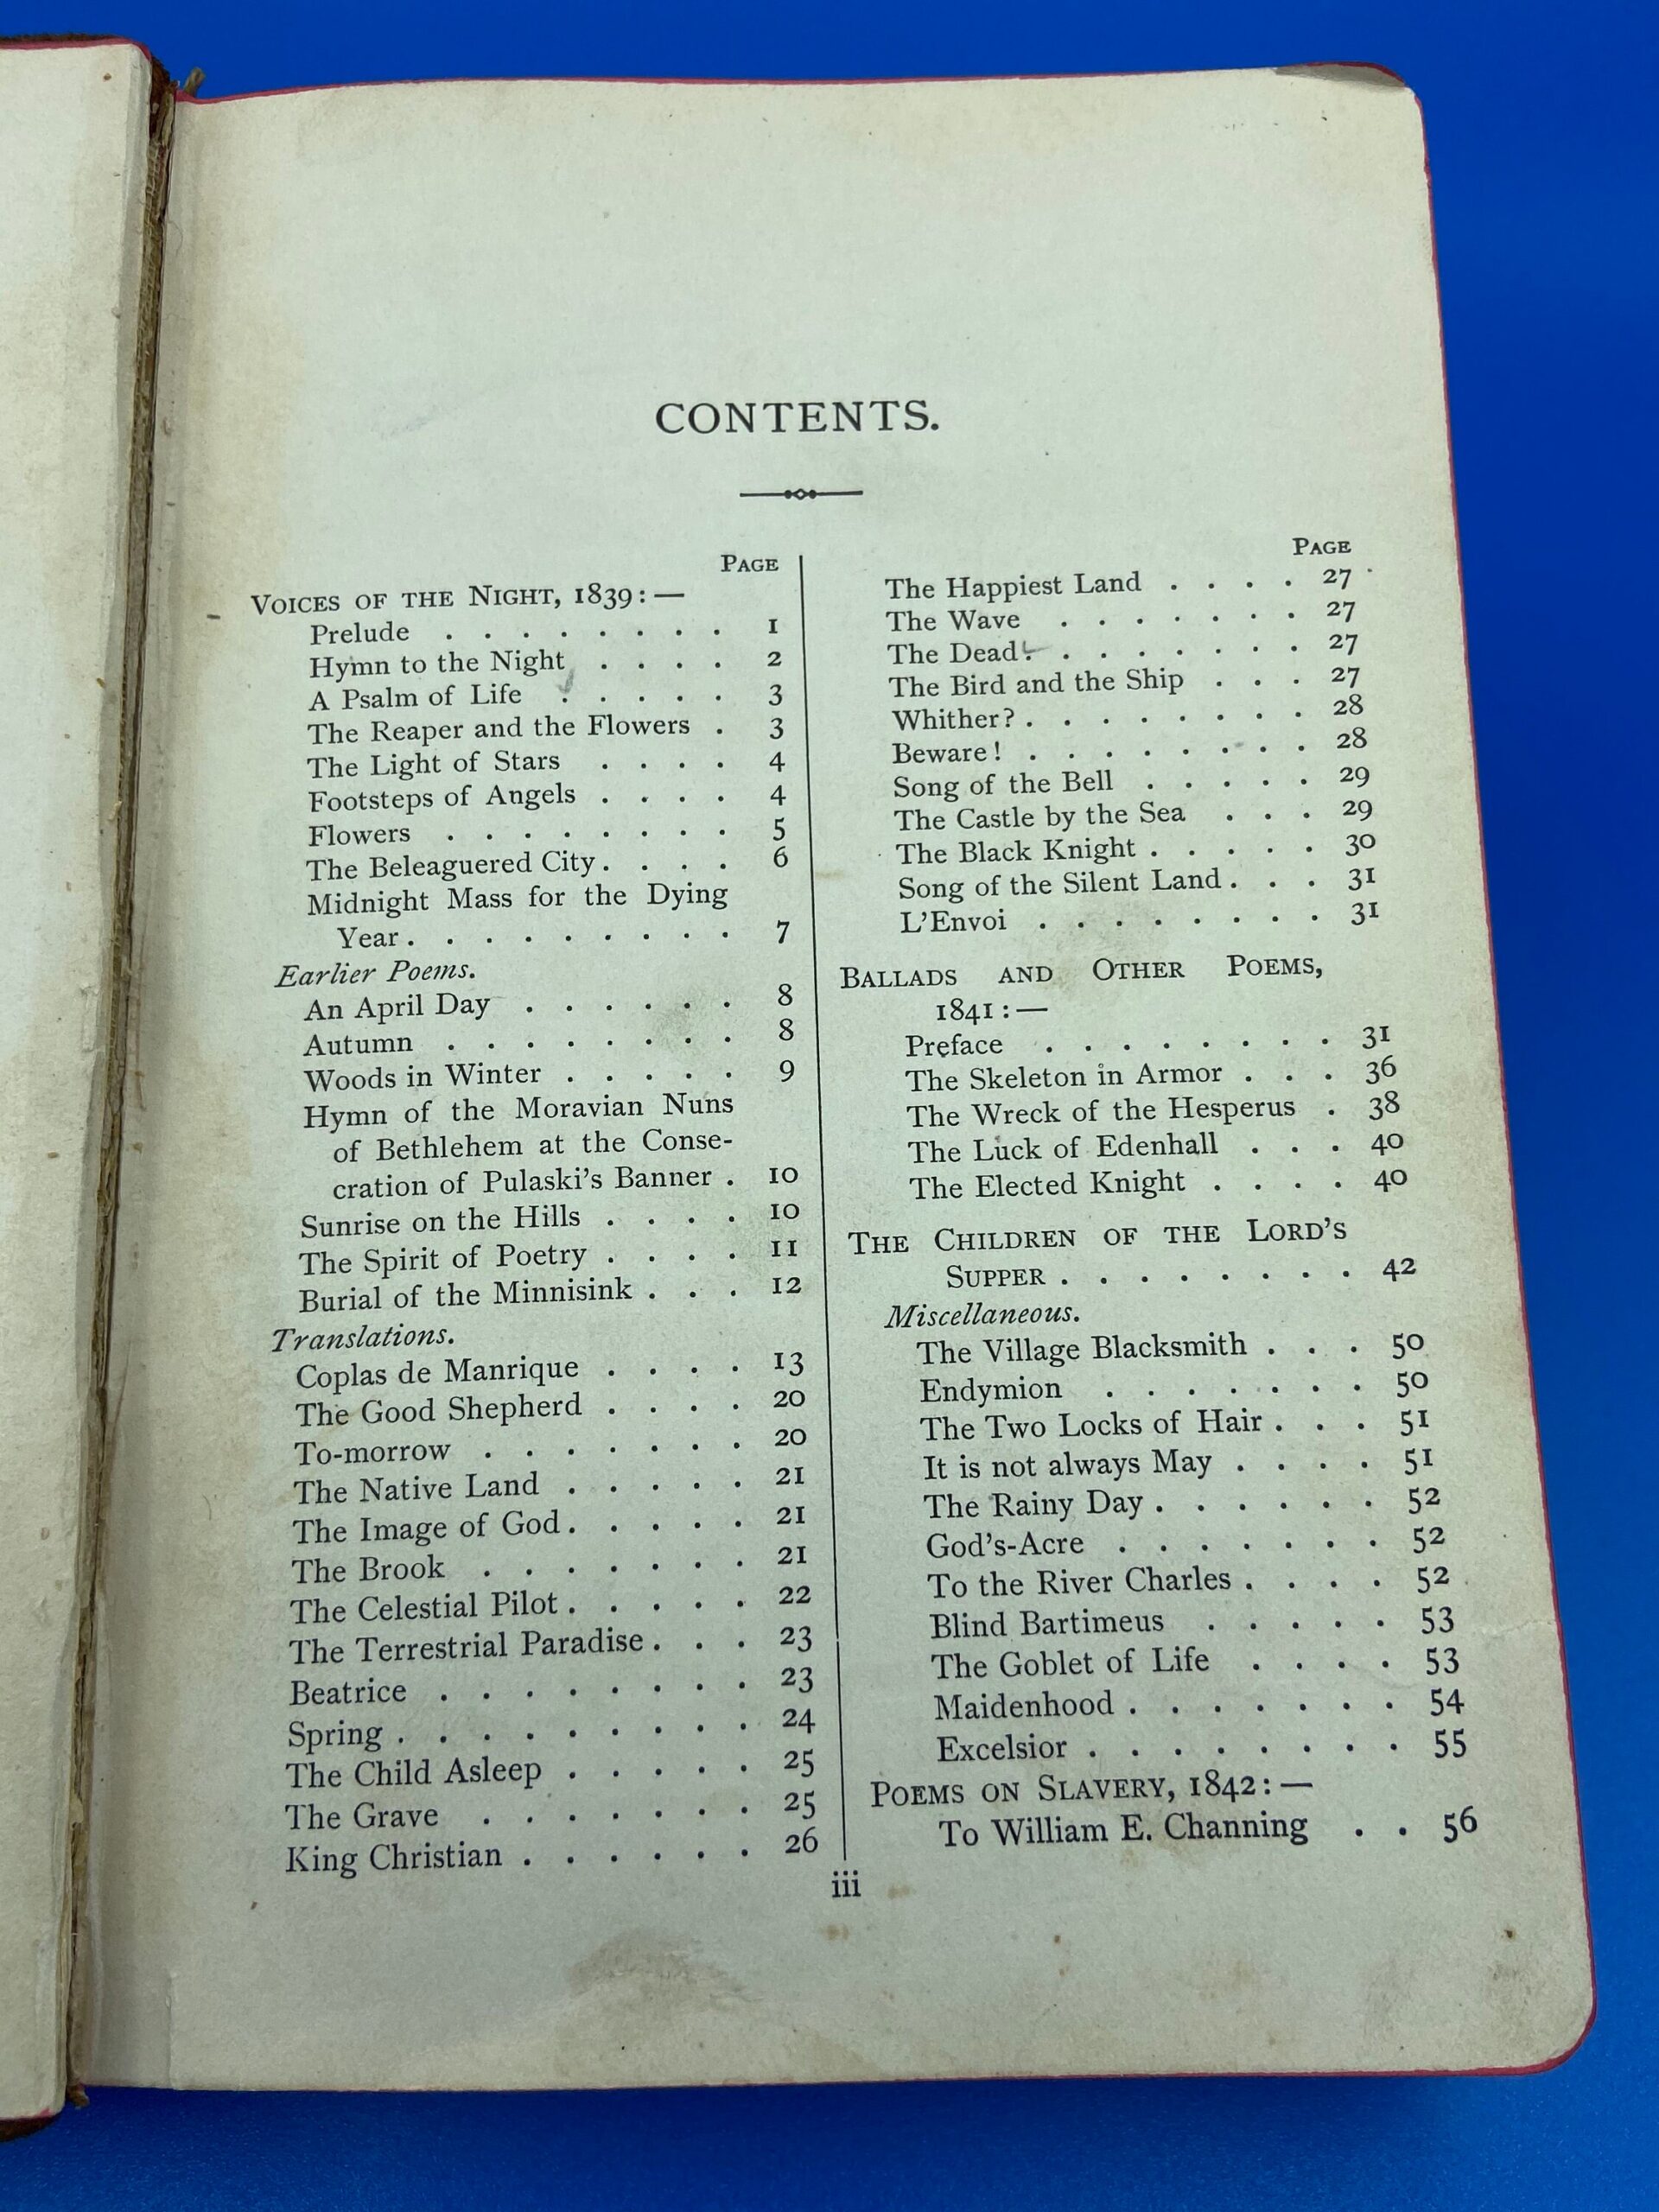 CONTENTS.
PAGE
VOICES OF THE NIGHT, 1839:—
Prelude . . . . . . . . 1
Hymn to the Night . . . . 2
A Psalm of Life . . . . . 3
The Reaper and the Flowers . 3
The Light of Stars . . . . 4
Footsteps of Angels . . . . 4
Flowers . . . . . . . . 5
The Beleaguered City . . . . 6
Midnight Mass for the Dying
Year . . . . . . . . . 7
Earlier Poems.
An April Day . . . . . . 8
Autumn . . . . . . . . 8
Woods in Winter . . . . . 9
Hymn of the Moravian Nuns
of Bethlehem at the Conse-
cration of Pulaski's Banner . 10
Sunrise on the Hills . . . . 10
The Spirit of Poetry . . . . 11
Burial of the Minnisink . . . 12
Translations.
Coplas de Manrique . . . . 13
The Good Shepherd . . . . 20
To-morrow . . . . . . . 20
The Native Land . . . . . 21
The Image of God . . . . . 21
The Brook . . . . . . . 21
The Celestial Pilot . . . . . 22
The Terrestrial Paradise . . . 23
Beatrice . . . . . . . . 23
Spring . . . . . . . . . 24
The Child Asleep . . . . . 25
The Grave . . . . . . . 25
King Christian . . . . . . 26
PAGE
The Happiest Land . . . . 27
The Wave . . . . . . . 27
The Dead . . . . . . . . 27
The Bird and the Ship . . . 27
Whither? . . . . . . . . 28
Beware! . . . . . . . . 28
Song of the Bell . . . . . 29
The Castle by the Sea . . . 29
The Black Knight . . . . . 30
Song of the Silent Land . . . 31
L'Envoi . . . . . . . . 31
BALLADS AND OTHER POEMS,
1841:—
Preface . . . . . . . . 31
The Skeleton in Armor . . . 36
The Wreck of the Hesperus . 38
The Luck of Edenhall . . . 40
The Elected Knight . . . . 40
THE CHILDREN OF THE LORD'S
SUPPER . . . . . . . . 42
Miscellaneous.
The Village Blacksmith . . . 50
Endymion . . . . . . . 50
The Two Locks of Hair . . . 51
It is not always May . . . . 51
The Rainy Day . . . . . . 52
God's-Acre . . . . . . . 52
To the River Charles . . . . 52
Blind Bartimeus . . . . . 53
The Goblet of Life . . . . 53
Maidenhood . . . . . . . 54
Excelsior . . . . . . . . 55
POEMS ON SLAVERY, 1842:—
To William E. Channing . . 56
iii